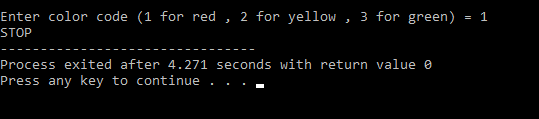 Enter color code (1 for red , 2 for yellow , 3 for green) = 1
STOP
--------------------------------
Process exited after 4.271 seconds with return value 0
Press any key to continue . . .